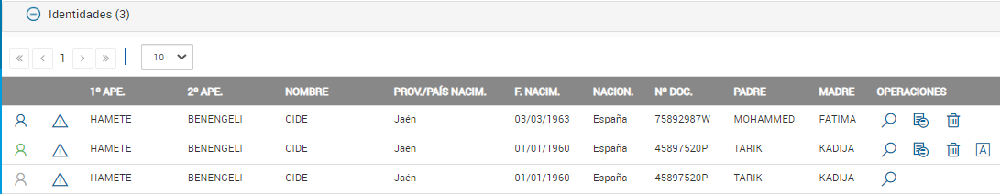 Identidades (3)
« ‹ 1 › » 10
1º APE. 2º APE. NOMBRE PROV./PAÍS NACIM. F. NACIM. NACION. Nº DOC. PADRE MADRE OPERACIONES
HAMETE BENENGELI CIDE Jaén 03/03/1963 España 75892987W MOHAMMED FATIMA
HAMETE BENENGELI CIDE Jaén 01/01/1960 España 45897520P TARIK KADIJA A
HAMETE BENENGELI CIDE Jaén 01/01/1960 España 45897520P TARIK KADIJA